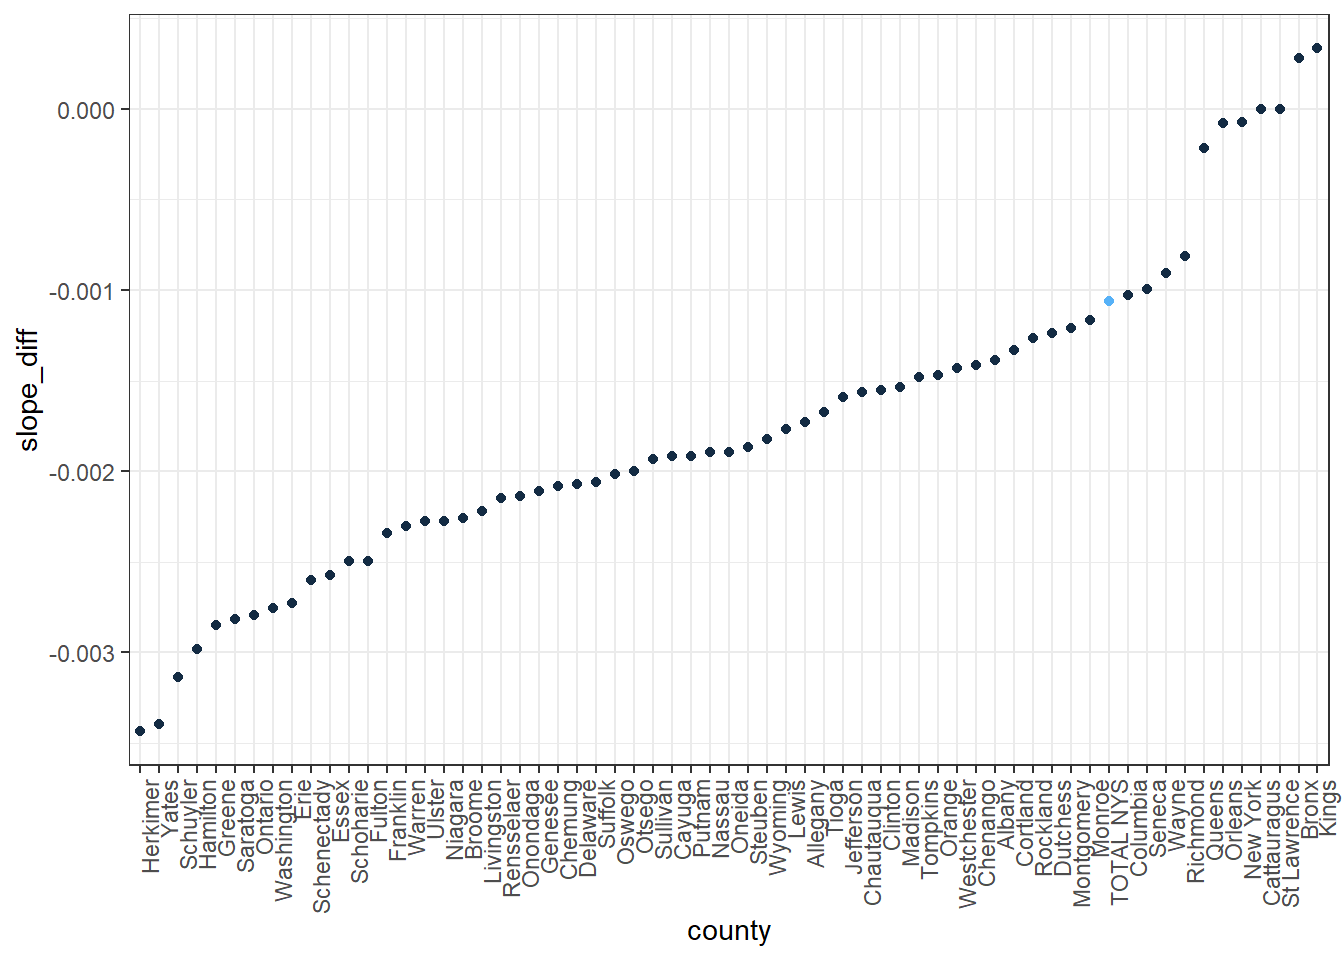 0.000
-0.001
-0.002
-0.003
slope_diff
Herkimer
Yates
Schuyler
Hamilton
Greene
Saratoga
Ontario
Washington
Erie
Schenectady
Essex
Schoharie
Fulton
Franklin
Warren
Ulster
Niagara
Broome
Livingston
Rensselaer
Onondaga
Genesee
Chemung
Delaware
Suffolk
Oswego
Otsego
Sullivan
Cayuga
Putnam
Nassau
Oneida
Steuben
Wyoming
Lewis
Allegany
Tioga
Jefferson
Chautauqua
Clinton
Madison
Tompkins
Orange
Westchester
Chenango
Albany
Cortland
Rockland
Dutchess
Montgomery
Monroe
TOTAL NYS
Columbia
Seneca
Wayne
Richmond
Queens
Orleans
New York
Cattauragus
St Lawrence
Bronx
Kings
county